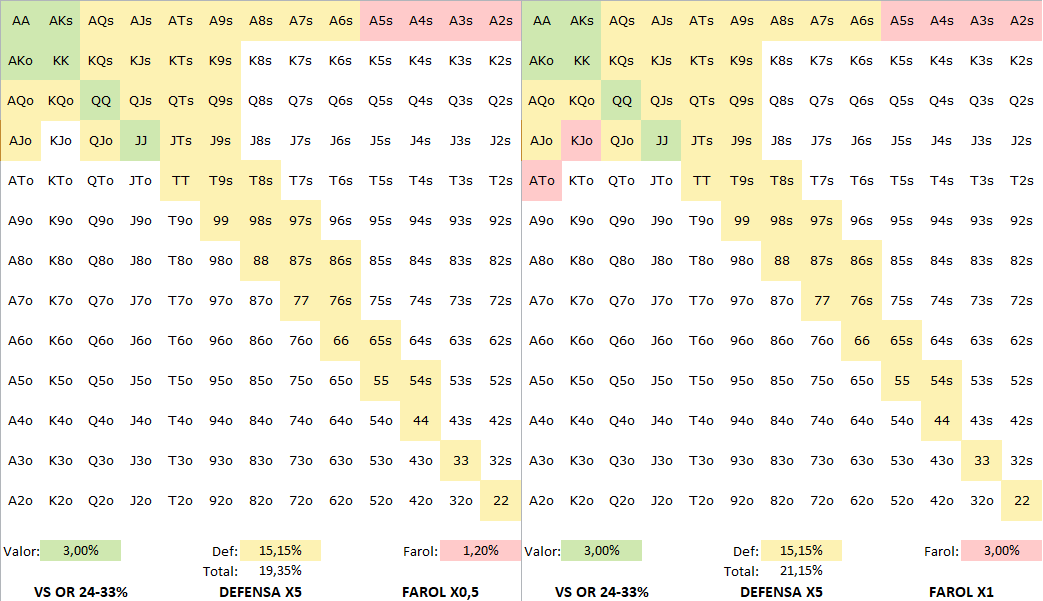 AA AKs AQs AJs ATs A9s A8s A7s A6s A5s A4s A3s A2s AA AKs AQs AJs ATs A9s A8s A7s A6s A5s A4s A3s A2s
AKo KK KQs KJs KTs K9s K8s K7s K6s K5s K4s K3s K2s AKo KK KQs KJs KTs K9s K8s K7s K6s K5s K4s K3s K2s
AQo KQo QQ QJs QTs Q9s Q8s Q7s Q6s Q5s Q4s Q3s Q2s AQo KQo QQ QJs QTs Q9s Q8s Q7s Q6s Q5s Q4s Q3s Q2s
AJo KJo QJo JJ JTs J9s J8s J7s J6s J5s J4s J3s J2s AJo KJo QJo JJ JTs J9s J8s J7s J6s J5s J4s J3s J2s
ATo KTo QTo JTo TT T9s T8s T7s T6s T5s T4s T3s T2s ATo KTo QTo JTo TT T9s T8s T7s T6s T5s T4s T3s T2s
A9o K9o Q9o J9o T9o 99 98s 97s 96s 95s 94s 93s 92s A9o K9o Q9o J9o T9o 99 98s 97s 96s 95s 94s 93s 92s
A8o K8o Q8o J8o T8o 98o 88 87s 86s 85s 84s 83s 82s A8o K8o Q8o J8o T8o 98o 88 87s 86s 85s 84s 83s 82s
A7o K7o Q7o J7o T7o 97o 87o 77 76s 75s 74s 73s 72s A7o K7o Q7o J7o T7o 97o 87o 77 76s 75s 74s 73s 72s
A6o K6o Q6o J6o T6o 96o 86o 76o 66 65s 64s 63s 62s A6o K6o Q6o J6o T6o 96o 86o 76o 66 65s 64s 63s 62s
A5o K5o Q5o J5o T5o 95o 85o 75o 65o 55 54s 53s 52s A5o K5o Q5o J5o T5o 95o 85o 75o 65o 55 54s 53s 52s
A4o K4o Q4o J4o T4o 94o 84o 74o 64o 54o 44 43s 42s A4o K4o Q4o J4o T4o 94o 84o 74o 64o 54o 44 43s 42s
A3o K3o Q3o J3o T3o 93o 83o 73o 63o 53o 43o 33 32s A3o K3o Q3o J3o T3o 93o 83o 73o 63o 53o 43o 33 32s
A2o K2o Q2o J2o T2o 92o 82o 72o 62o 52o 42o 32o 22 A2o K2o Q2o J2o T2o 92o 82o 72o 62o 52o 42o 32o 22
Valor: 3,00% Def: 15,15% Farol: 1,20% Valor: 3,00% Def: 15,15% Farol: 3,00%
Total: 19,35% Total: 21,15%
VS OR 24-33% DEFENSA X5 FAROL X0,5 VS OR 24-33% DEFENSA X5 FAROL X1